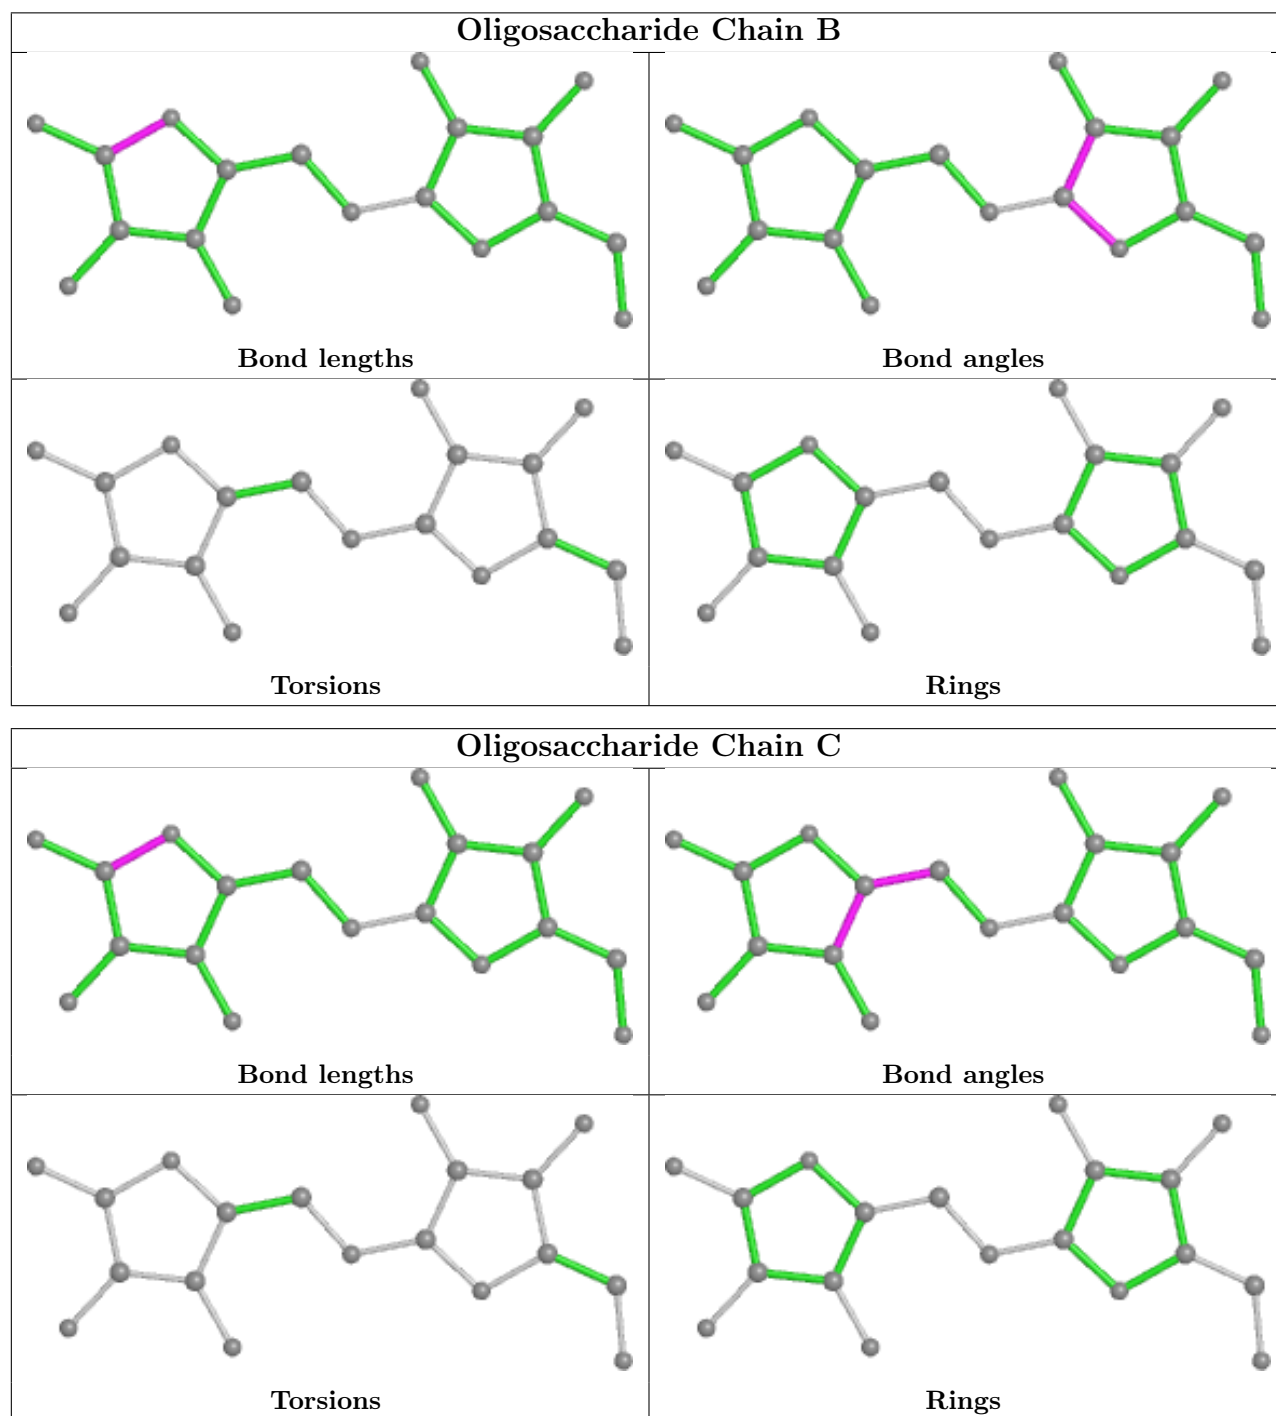 Oligosaccharide Chain B
Bond lengths
Bond angles
Torsions
Rings
Oligosaccharide Chain C
Bond lengths
Bond angles
Torsions
Rings